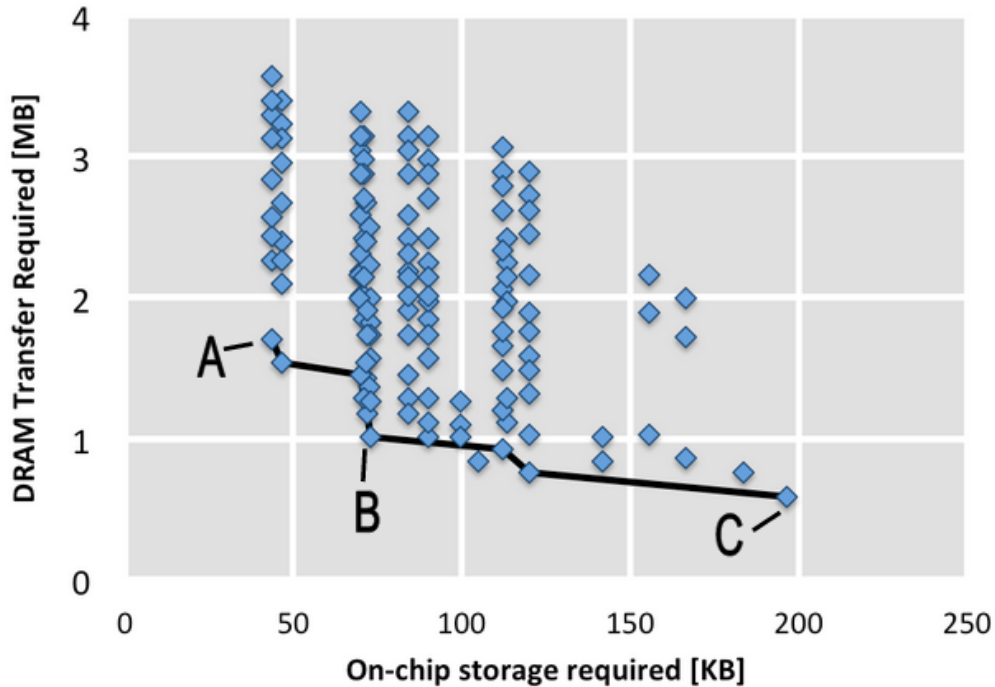 4
3
2
1
0
DRAM Transfer Required [MB]
A
B
C
0 50 100 150 200 250
On-chip storage required [KB]